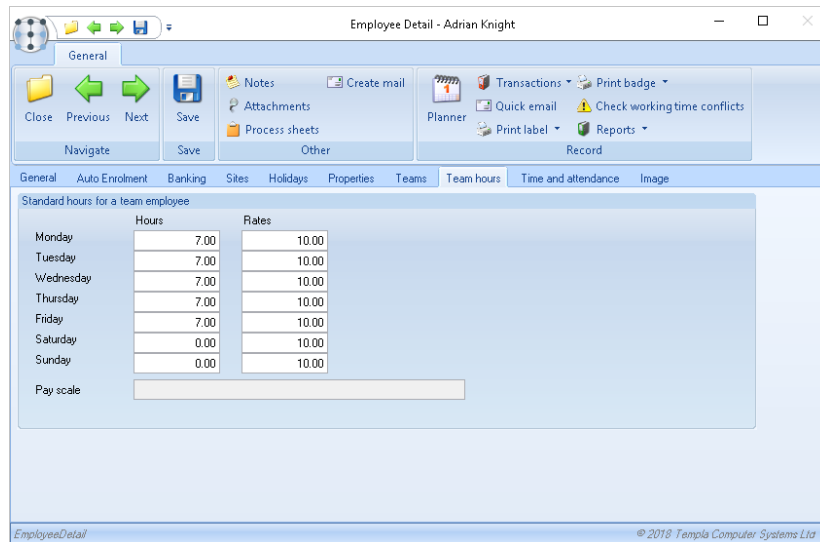 Employee Detail - Adrian Knight
General
Close
Previous
Next
Navigate
Save
Save
Notes
Create mail
Attachments
Process sheets
Other
1
Planner
Transactions
Print badge
Quick email
Check working time conflicts
Print label
Reports
Record
General Auto Enrolment Banking Sites Holidays Properties Teams Team hours Time and attendance Image
Standard hours for a team employee
Hours Rates
Monday 7.00 10.00
Tuesday 7.00 10.00
Wednesday 7.00 10.00
Thursday 7.00 10.00
Friday 7.00 10.00
Saturday 0.00 10.00
Sunday 0.00 10.00
Pay scale
EmployeeDetail © 2018 Templa Computer Systems Ltd